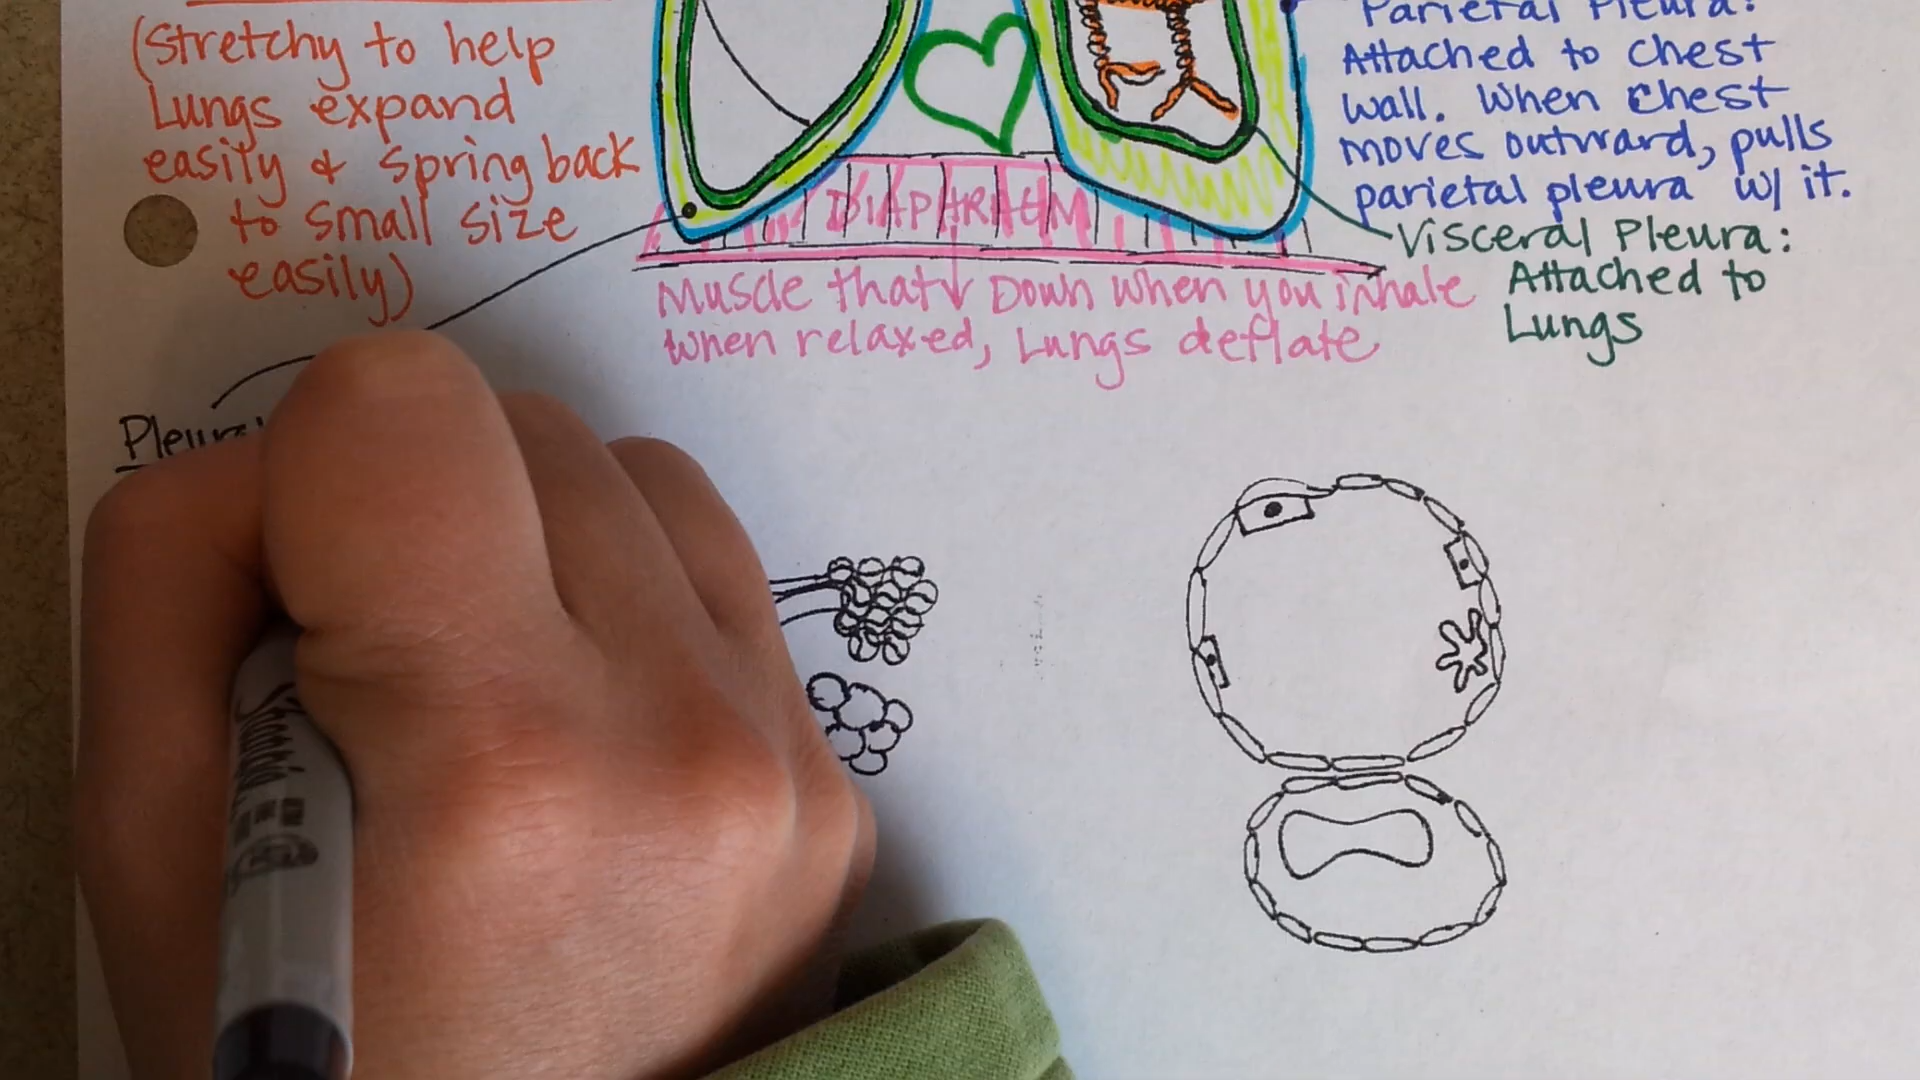 (Stretchy to help
Lungs expand
easily & spring back
to small size
easily)
Parietal Pleura:
Attached to chest
wall. When chest
moves outward, pulls
parietal pleura w/ it.
Visceral Pleura:
Attached to
Lungs
DIAPHRAGM
Muscle that ↓ Down when you inhale
when relaxed, Lungs deflate
Pleural
Sharpie